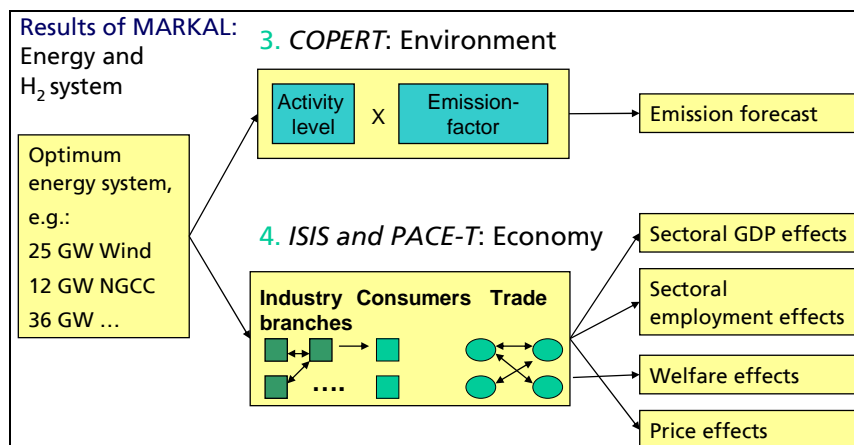 Results of MARKAL:
Energy and
H₂ system
3. COPERT: Environment
Activity
level
X
Emission-
factor
Emission forecast
Optimum
energy system,
e.g.:
25 GW Wind
12 GW NGCC
36 GW …
4. ISIS and PACE-T: Economy
Industry Consumers Trade
branches
....
Sectoral GDP effects
Sectoral
employment effects
Welfare effects
Price effects